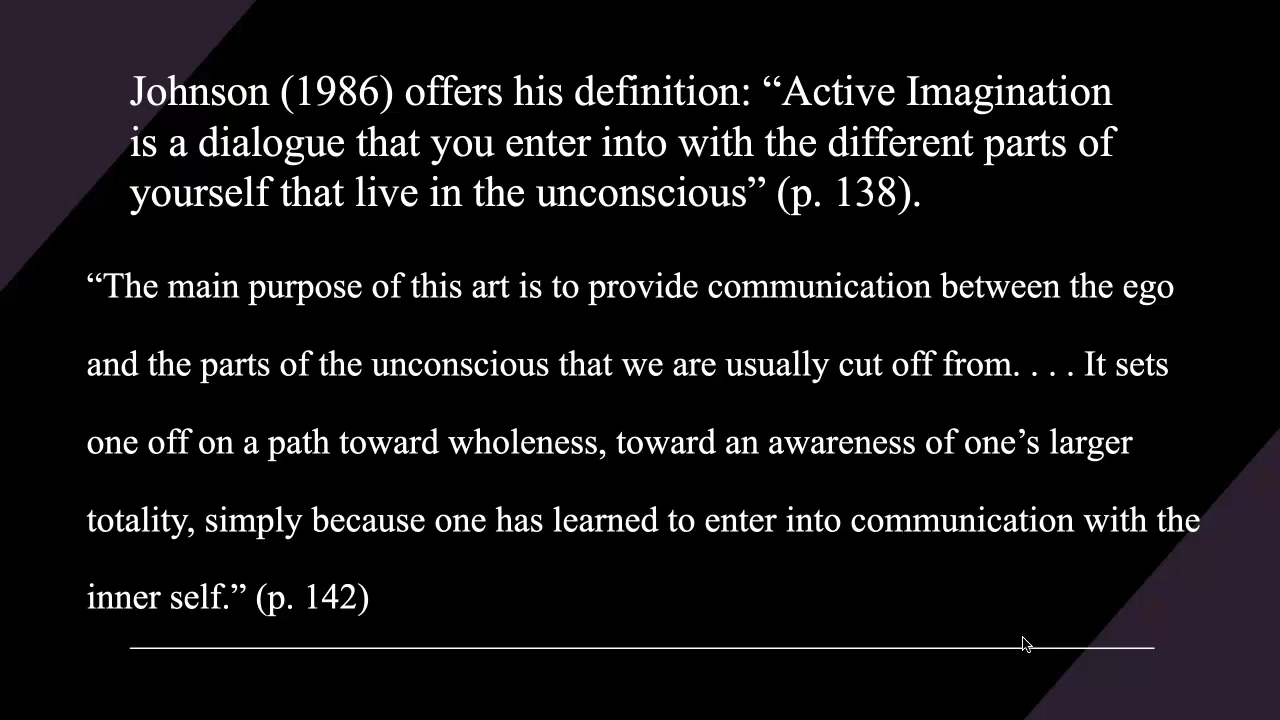 Johnson (1986) offers his definition: “Active Imagination
is a dialogue that you enter into with the different parts of
yourself that live in the unconscious” (p. 138).
“The main purpose of this art is to provide communication between the ego
and the parts of the unconscious that we are usually cut off from. . . . It sets
one off on a path toward wholeness, toward an awareness of one’s larger
totality, simply because one has learned to enter into communication with the
inner self.” (p. 142)